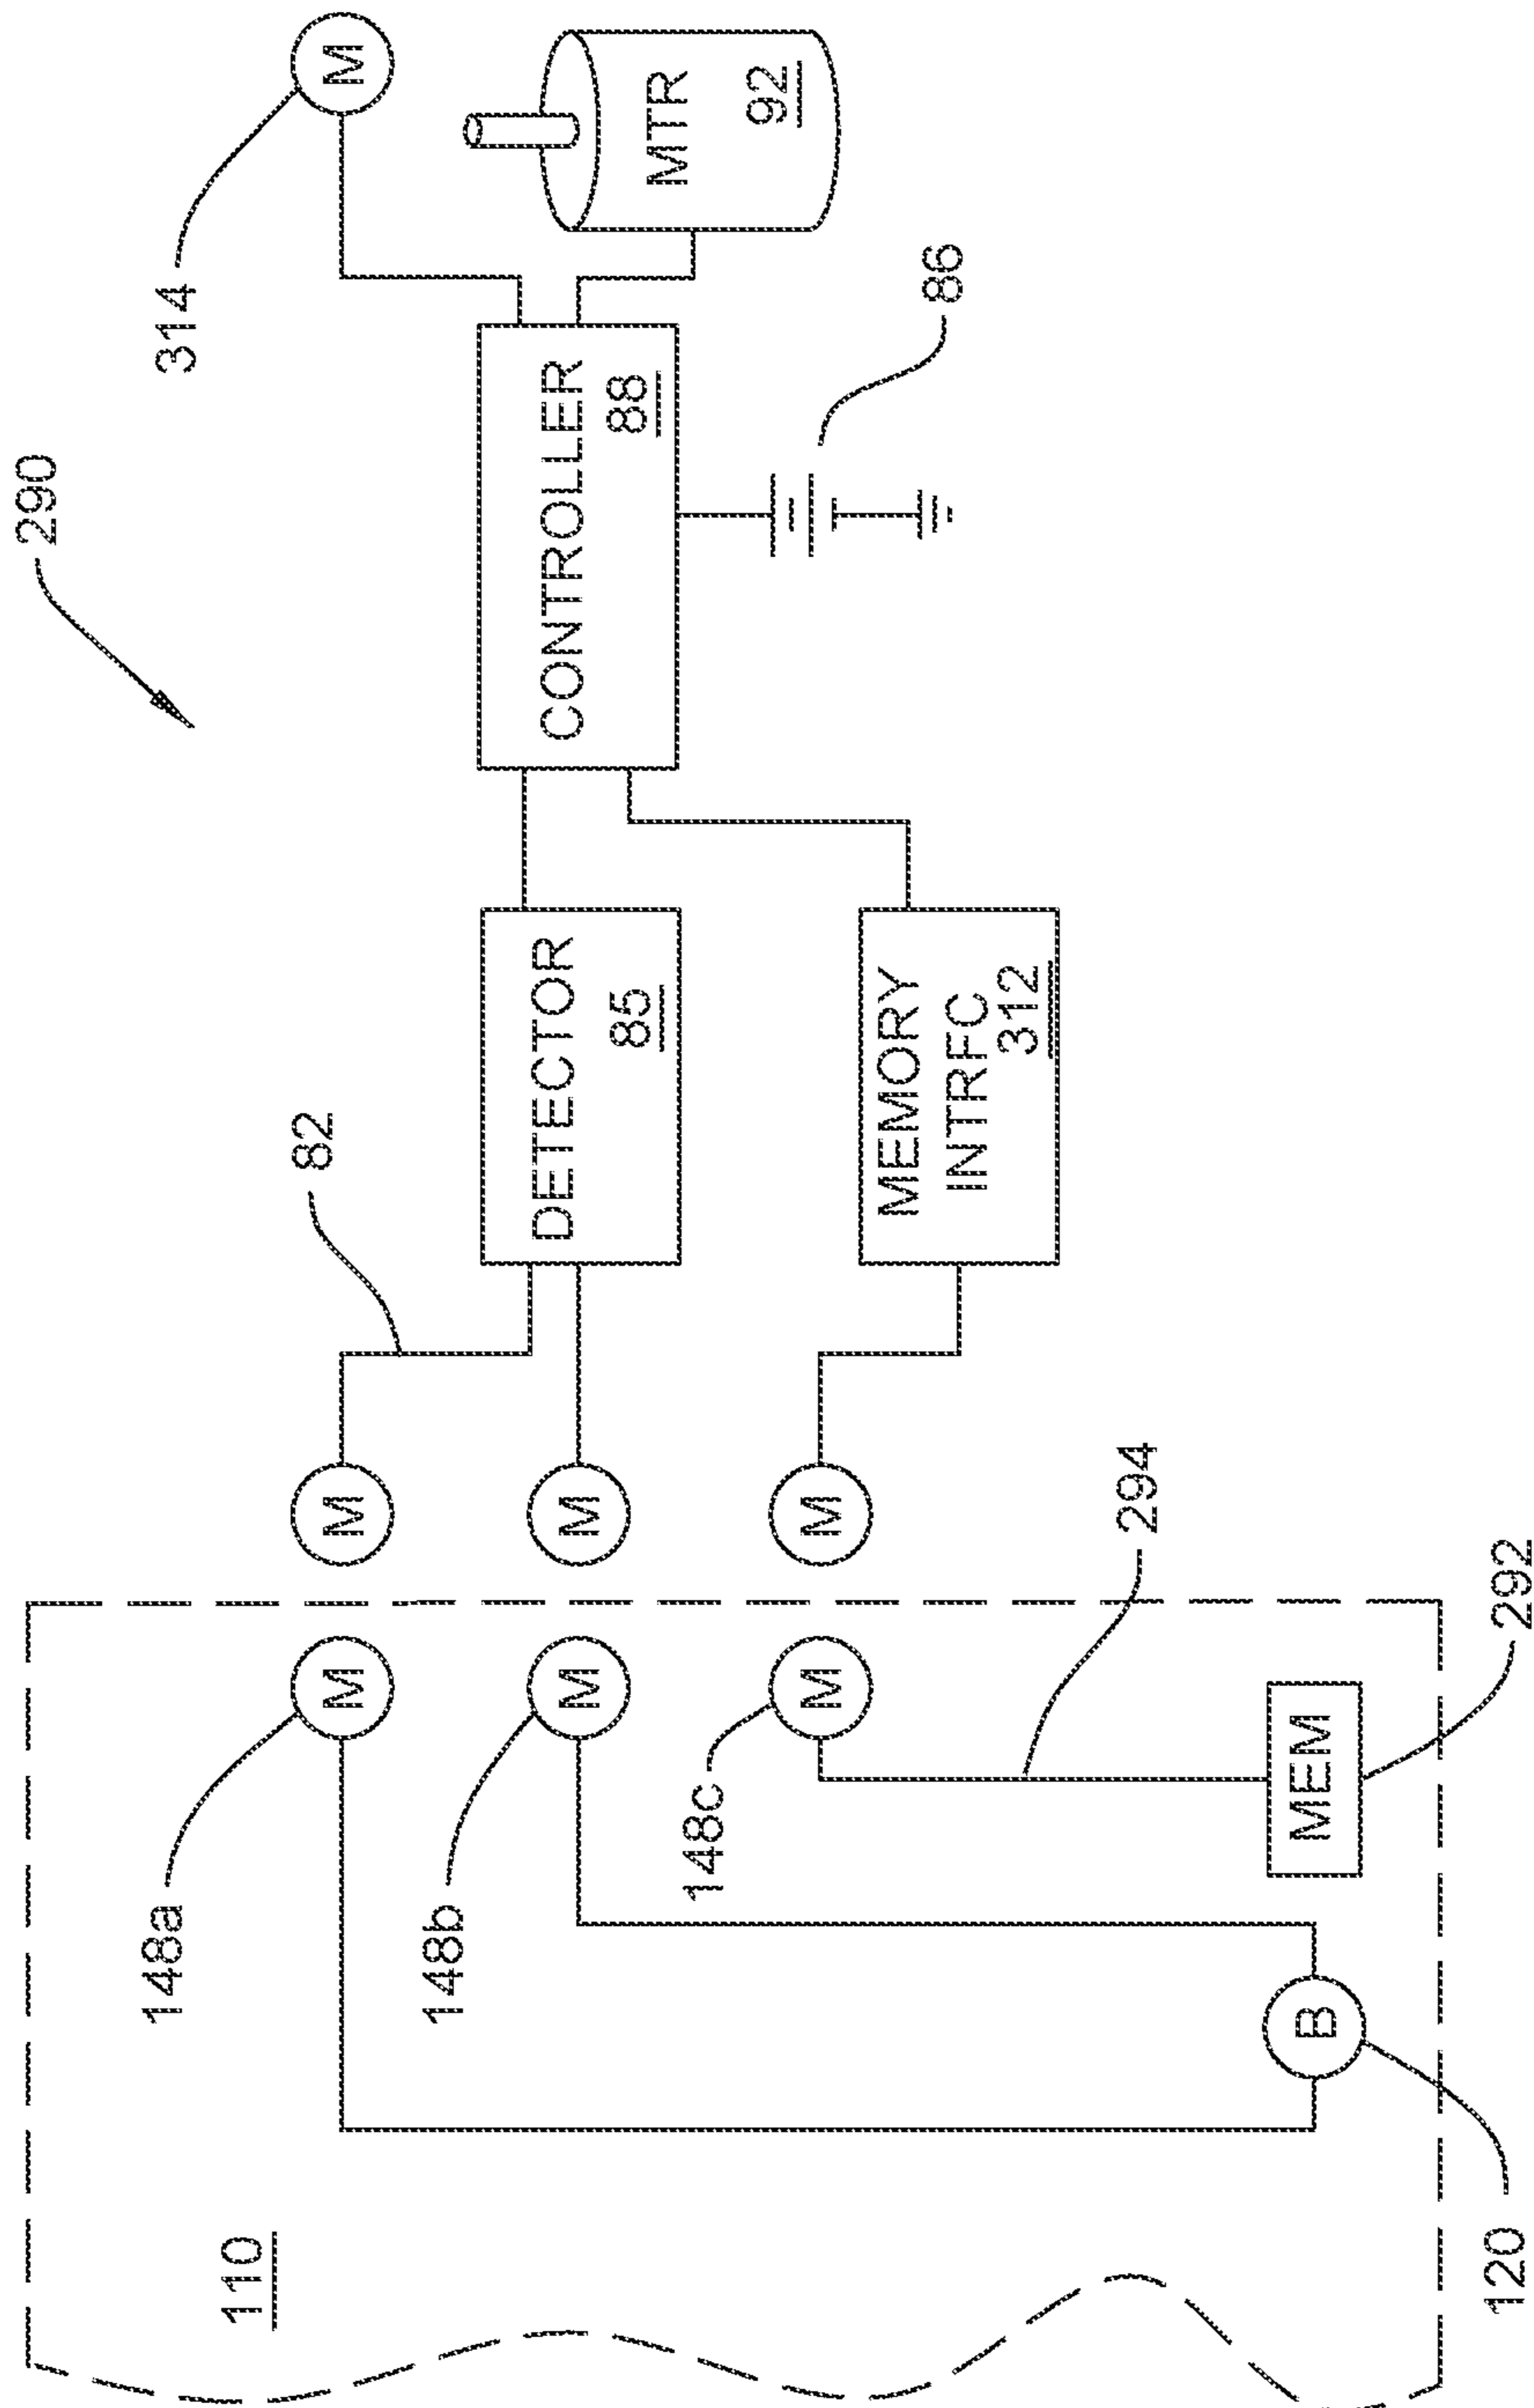 290
314
M
82
148a
M
M
DETECTOR
85
CONTROLLER
88
MTR
92
148b
M
M
86
148c
M
M
MEMORY
INTRFC
312
110
294
B
MEM
120
292